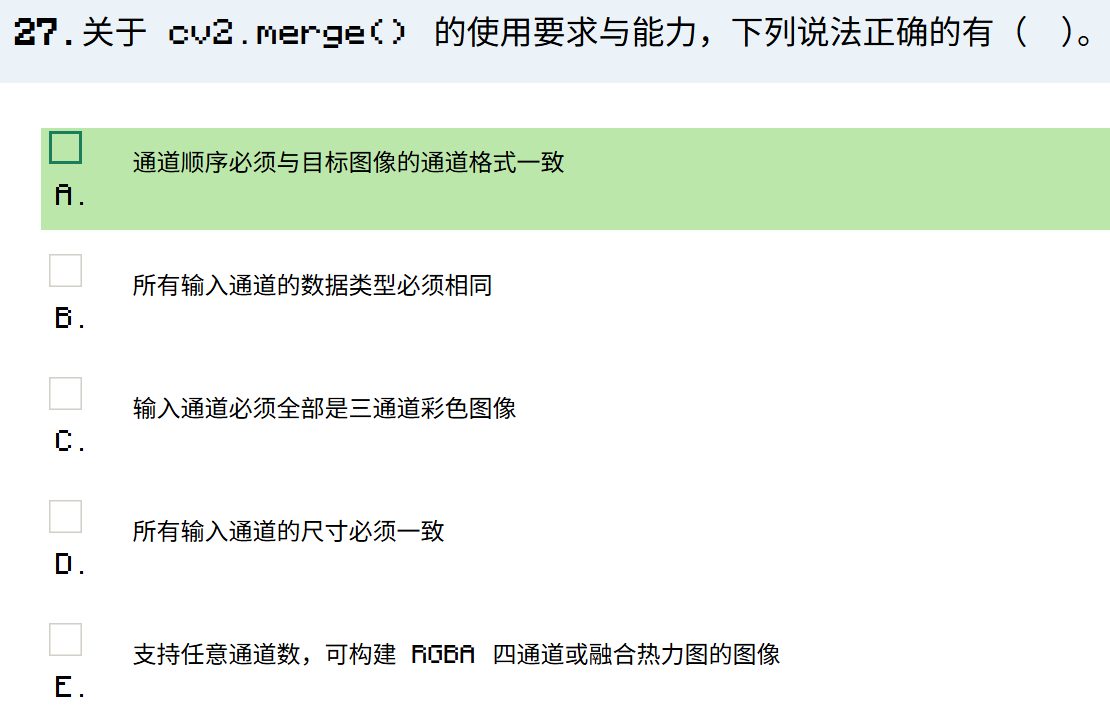 27.关于 cv2.merge() 的使用要求与能力，下列说法正确的有（ ）。
通道顺序必须与目标图像的通道格式一致
A.
所有输入通道的数据类型必须相同
B.
输入通道必须全部是三通道彩色图像
C.
所有输入通道的尺寸必须一致
D.
支持任意通道数，可构建 RGBA 四通道或融合热力图的图像
E.